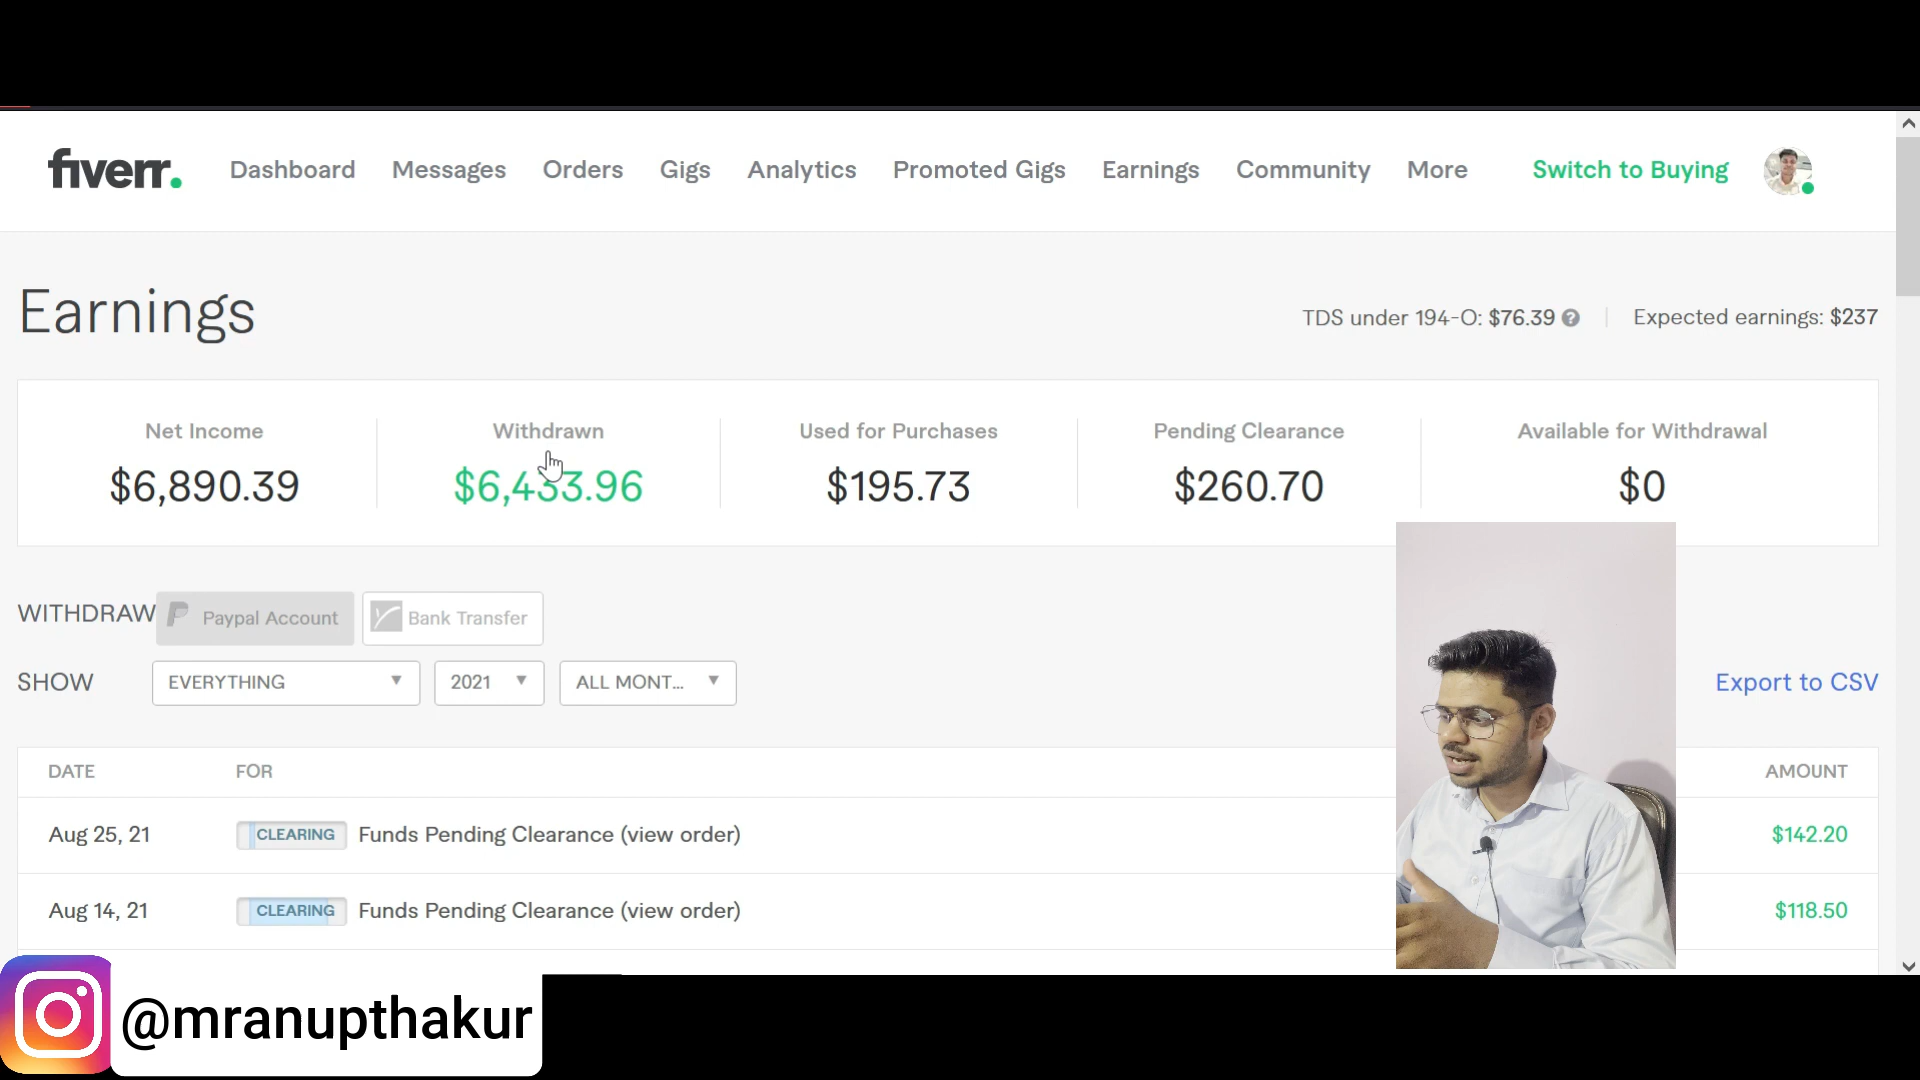 fiverr. Dashboard Messages Orders Gigs Analytics Promoted Gigs Earnings Community More Switch to Buying
Earnings
TDS under 194-O: $76.39 ? Expected earnings: $237
Net Income Withdrawn Used for Purchases Pending Clearance Available for Withdrawal
$6,890.39 $6,433.96 $195.73 $260.70 $0
WITHDRAW Paypal Account Bank Transfer
SHOW EVERYTHING 2021 ALL MONT... Export to CSV
DATE FOR AMOUNT
Aug 25, 21 CLEARING Funds Pending Clearance (view order) $142.20
Aug 14, 21 CLEARING Funds Pending Clearance (view order) $118.50
@mranupthakur